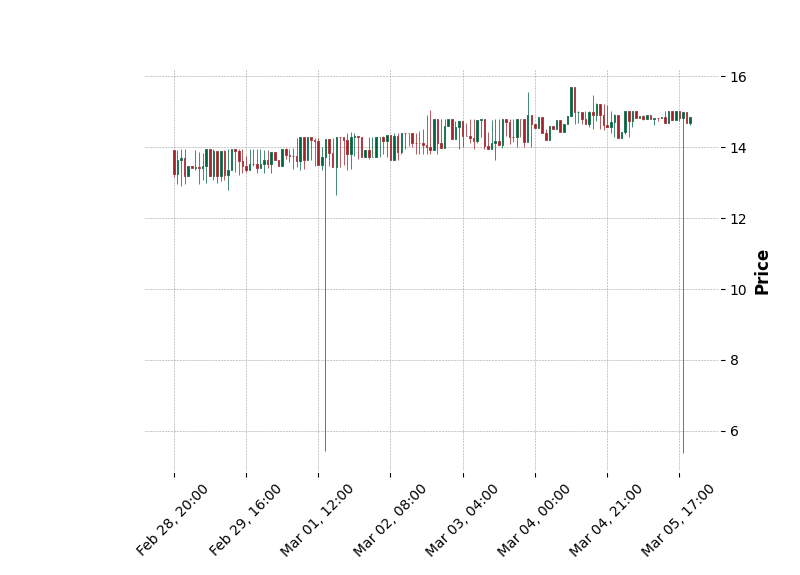 16
14
12
10
8
6
Price
Feb 28, 20:00
Feb 29, 16:00
Mar 01, 12:00
Mar 02, 08:00
Mar 03, 04:00
Mar 04, 00:00
Mar 04, 21:00
Mar 05, 17:00